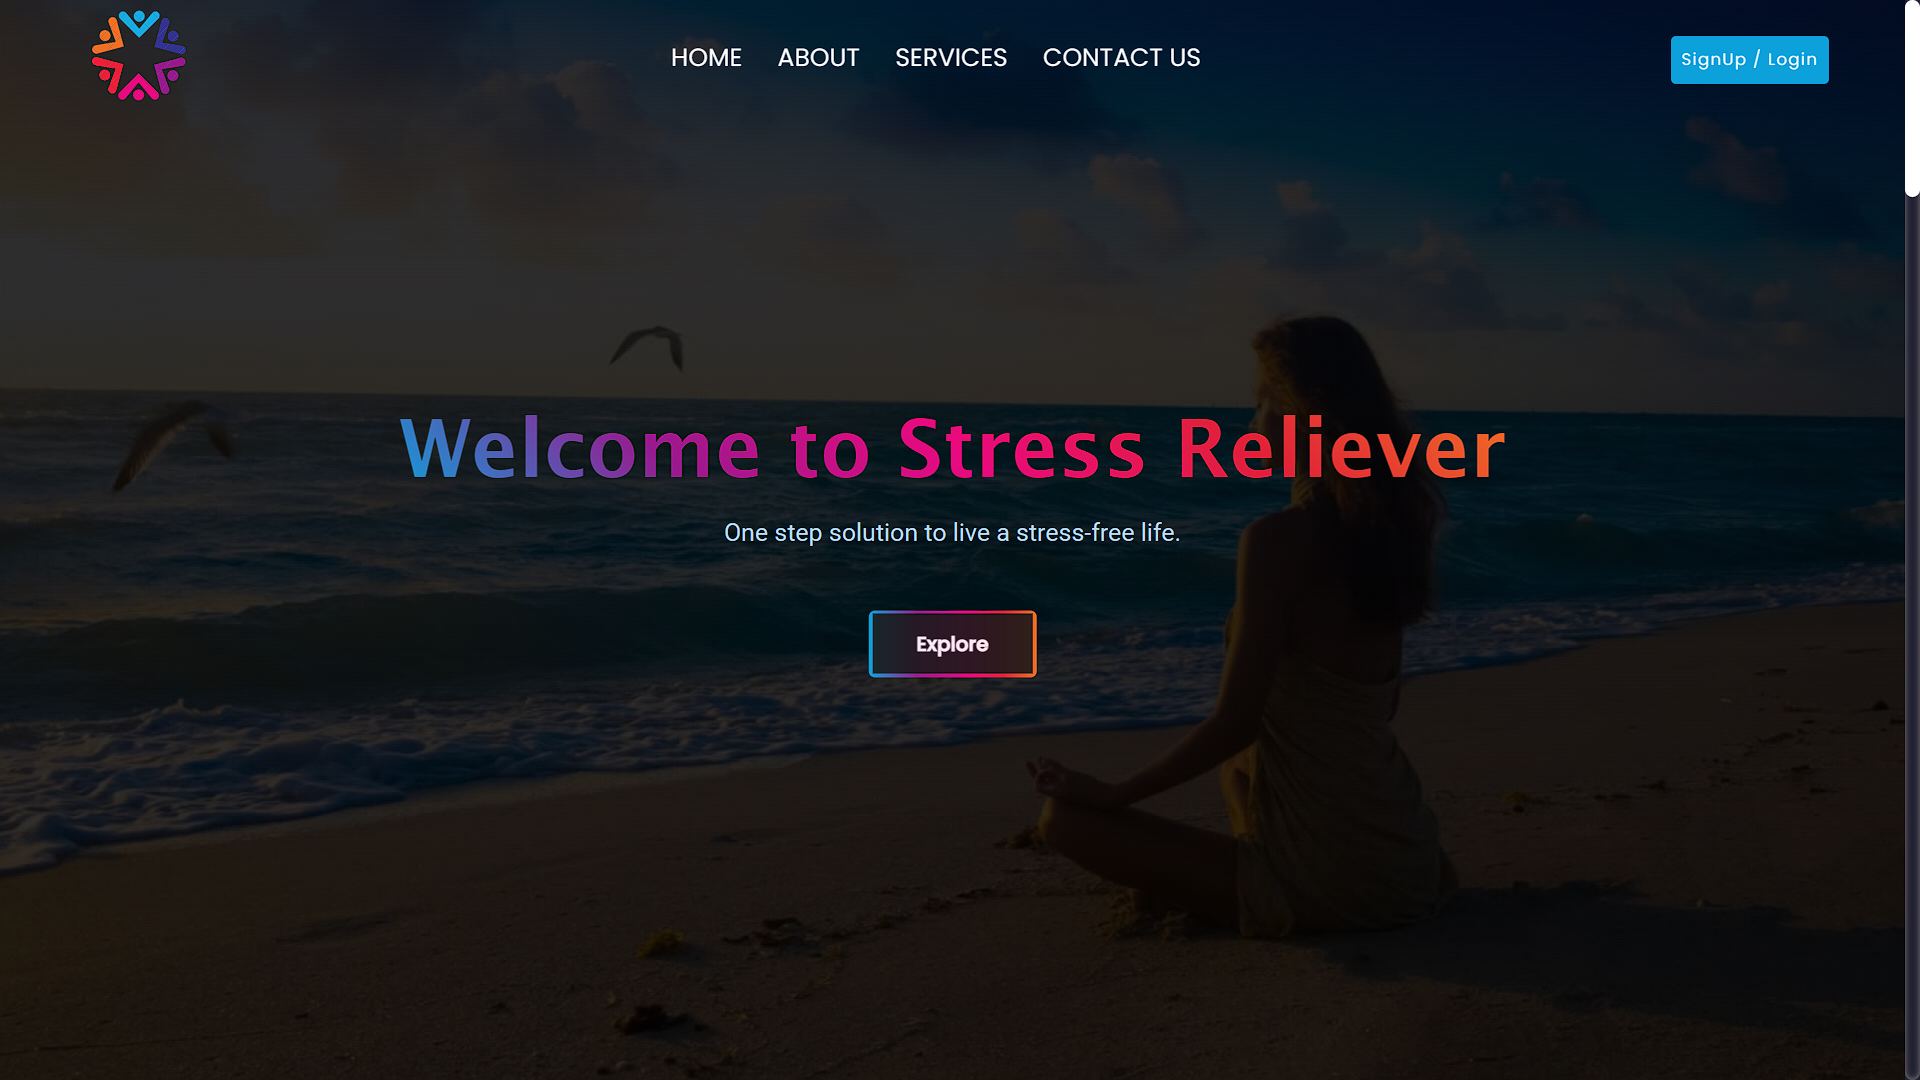 HOME ABOUT SERVICES CONTACT US
SignUp / Login
Welcome to Stress Reliever
One step solution to live a stress-free life.
Explore